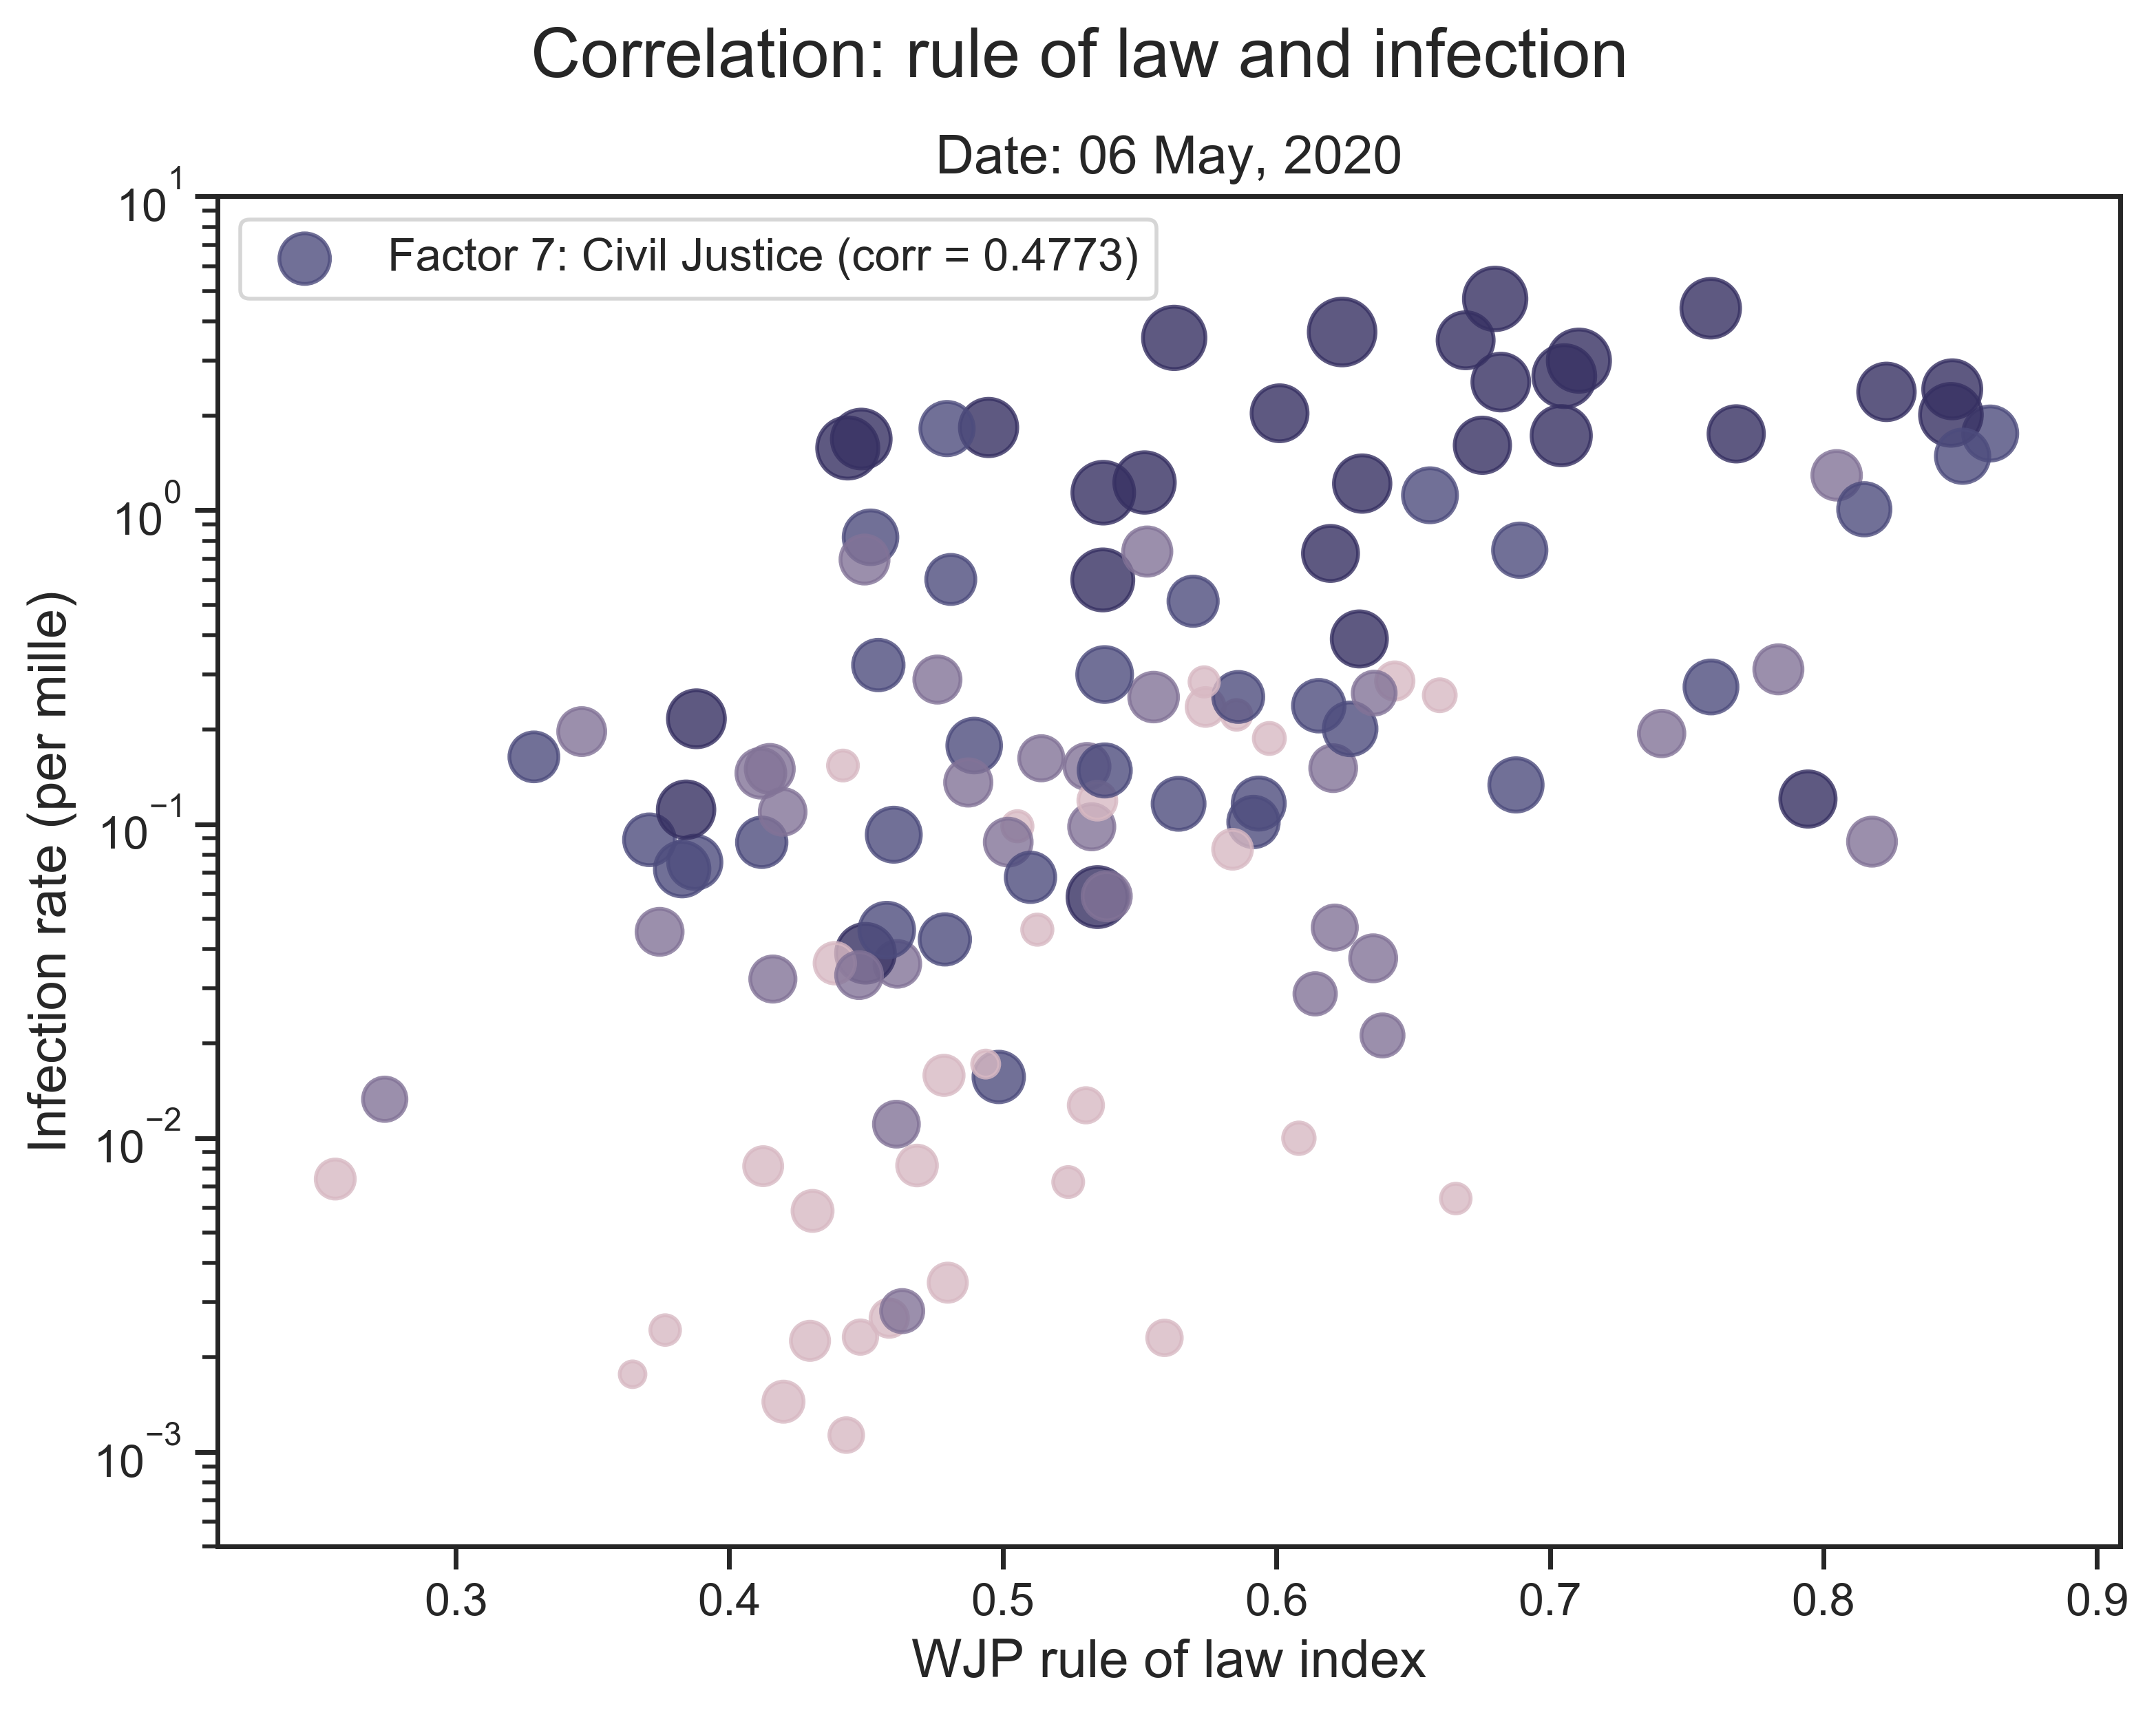 Correlation: rule of law and infection
Date: 06 May, 2020
Factor 7: Civil Justice (corr = 0.4773)
Infection rate (per mille)
10^1
10^0
10^−1
10^−2
10^−3
0.3 0.4 0.5 0.6 0.7 0.8 0.9
WJP rule of law index